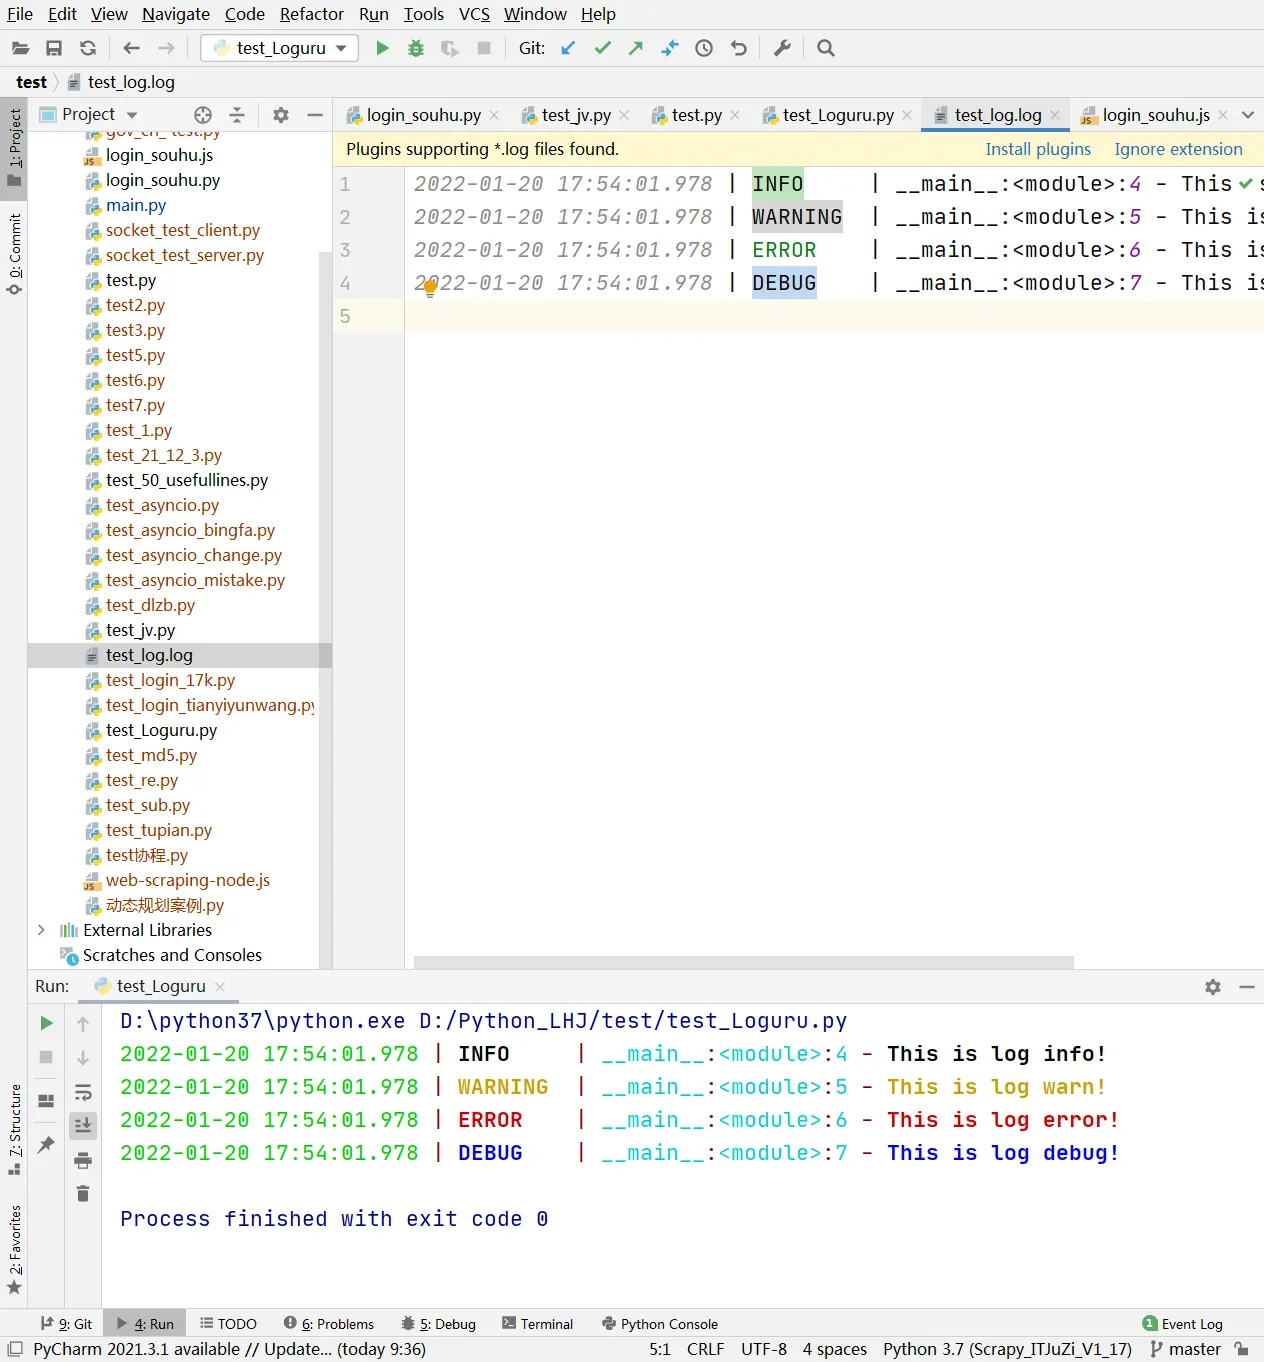 File Edit View Navigate Code Refactor Run Tools VCS Window Help
test_Loguru Git:
test test_log.log
Project login_souhu.py test_jv.py test.py test_Loguru.py test_log.log login_souhu.js
1: Project
0: Commit
7: Structure
2: Favorites
gov_cn_test.py
login_souhu.js
login_souhu.py
main.py
socket_test_client.py
socket_test_server.py
test.py
test2.py
test3.py
test5.py
test6.py
test7.py
test_1.py
test_21_12_3.py
test_50_usefullines.py
test_asyncio.py
test_asyncio_bingfa.py
test_asyncio_change.py
test_asyncio_mistake.py
test_dlzb.py
test_jv.py
test_log.log
test_login_17k.py
test_login_tianyiyunwang.py
test_Loguru.py
test_md5.py
test_re.py
test_sub.py
test_tupian.py
test协程.py
web-scraping-node.js
动态规划案例.py
External Libraries
Scratches and Consoles
Plugins supporting *.log files found. Install plugins Ignore extension
1 2022-01-20 17:54:01.978 | INFO | __main__:<module>:4 - This
2 2022-01-20 17:54:01.978 | WARNING | __main__:<module>:5 - This is
3 2022-01-20 17:54:01.978 | ERROR | __main__:<module>:6 - This is
4 2022-01-20 17:54:01.978 | DEBUG | __main__:<module>:7 - This is
5
Run: test_Loguru
D:\python37\python.exe D:/Python_LHJ/test/test_Loguru.py
2022-01-20 17:54:01.978 | INFO | __main__:<module>:4 - This is log info!
2022-01-20 17:54:01.978 | WARNING | __main__:<module>:5 - This is log warn!
2022-01-20 17:54:01.978 | ERROR | __main__:<module>:6 - This is log error!
2022-01-20 17:54:01.978 | DEBUG | __main__:<module>:7 - This is log debug!
Process finished with exit code 0
9: Git 4: Run TODO 6: Problems 5: Debug Terminal Python Console 1 Event Log
PyCharm 2021.3.1 available // Update... (today 9:36) 5:1 CRLF UTF-8 4 spaces Python 3.7 (Scrapy_ITJuZi_V1_17) master